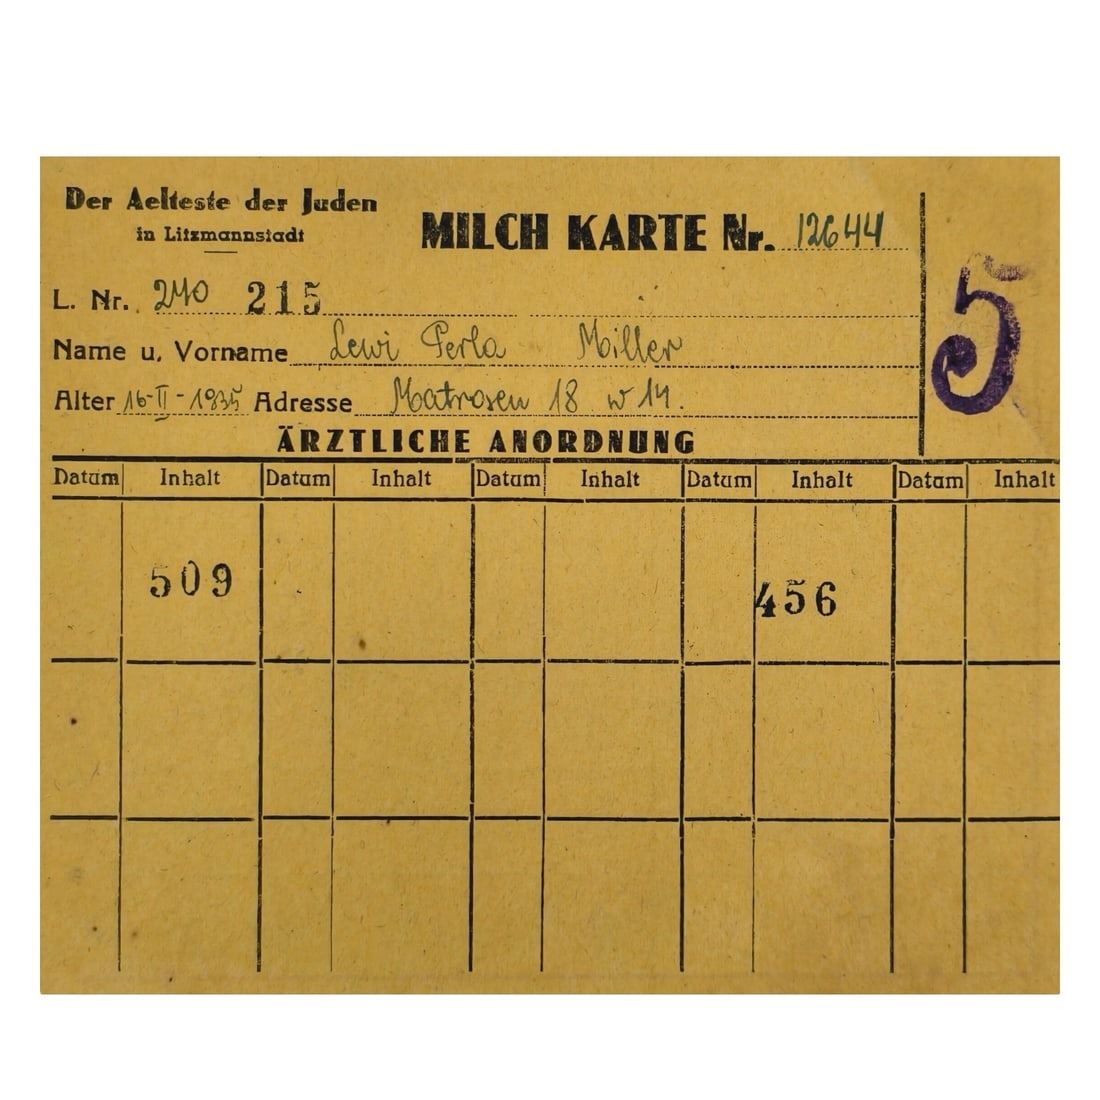 Der Aelteste der Juden
in Litzmannstadt
MILCH KARTE Nr. 12644
5
L. Nr. 240 215
Name u. Vorname Lewi Perla Miller
Alter 16-II-1935 Adresse Matrosen 18 w 14.
ÄRZTLICHE ANORDNUNG
Datum Inhalt Datum Inhalt Datum Inhalt Datum Inhalt Datum Inhalt
509 456